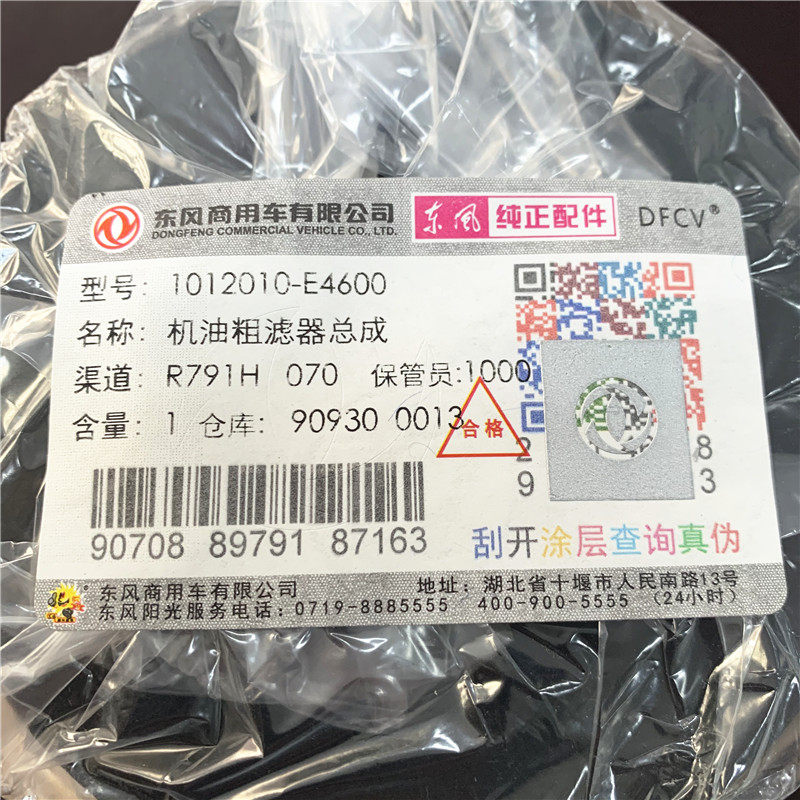 东风商用车有限公司 东风 纯正配件 DFCV®
DONGFENG COMMERCIAL VEHICLE CO., LTD.
型号: 1012010-E4600
名称: 机油粗滤器总成
渠道: R791H 070 保管员:1000
含量: 1 仓库: 90930 0013
合格
2 8
9 3
90708 89791 87163
刮开涂层查询真伪
东风商用车有限公司 地址: 湖北省十堰市人民南路13号
东风阳光服务电话: 0719-8885555 400-900-5555 (24小时)